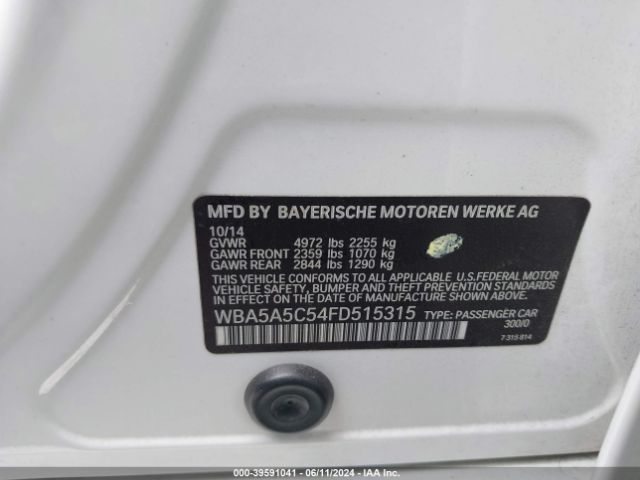 MFD BY BAYERISCHE MOTOREN WERKE AG
10/14
GVWR 4972 lbs 2255 kg
GAWR FRONT 2359 lbs 1070 kg
GAWR REAR 2844 lbs 1290 kg
THIS VEHICLE CONFORMS TO ALL APPLICABLE U.S.FEDERAL MOTOR
VEHICLE SAFETY, BUMPER AND THEFT PREVENTION STANDARDS
IN EFFECT ON THE DATE OF MANUFACTURE SHOWN ABOVE.
WBA5A5C54FD515315 TYPE: PASSENGER CAR
300/0
7 315 814
000-39591041 - 06/11/2024 - IAA Inc.